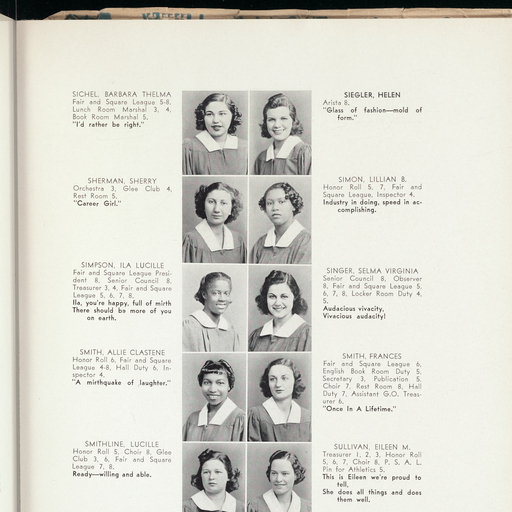 SICHEL, BARBARA THELMA
Fair and Square League 5-8,
Lunch Room Marshal 3, 4,
Book Room Marshal 5.
"I'd rather be right."
SHERMAN, SHERRY
Orchestra 3, Glee Club 4,
Rest Room 5.
"Career Girl."
SIMPSON, ILA LUCILLE
Fair and Square League Presi-
dent 8, Senior Council 8,
Treasurer 3, 4, Fair and Square
League 5, 6, 7, 8.
Ila, you're happy, full of mirth
There should be more of you
on earth.
SMITH, ALLIE CLASTENE
Honor Roll 6, Fair and Square
League 4-8, Hall Duty 6, In-
spector 4.
"A mirthquake of laughter."
SMITHLINE, LUCILLE
Honor Roll 5, Choir 8, Glee
Club 3, 6, Fair and Square
League 7, 8.
Ready—willing and able.
SIEGLER, HELEN
Arista 8.
"Glass of fashion—mold of
form."
SIMON, LILLIAN B.
Honor Roll 5, 7, Fair and
Square League, Inspector 4.
Industry in doing, speed in ac-
complishing.
SINGER, SELMA VIRGINIA
Senior Council 8, Observer
8, Fair and Square League 5,
6, 7, 8, Locker Room Duty 4,
5.
Audacious vivacity,
Vivacious audacity!
SMITH, FRANCES
Fair and Square League 6,
English Book Room Duty 5,
Secretary 3, Publication 5,
Choir 7, Rest Room 8, Hall
Duty 7, Assistant G.O. Treas-
urer 6.
"Once In A Lifetime."
SULLIVAN, EILEEN M.
Treasurer 1, 2, 3, Honor Roll
5, 6, 7, Choir 8, P. S. A. L.
Pin for Athletics 5.
This is Eileen we're proud to
tell,
She does all things and does
them well.